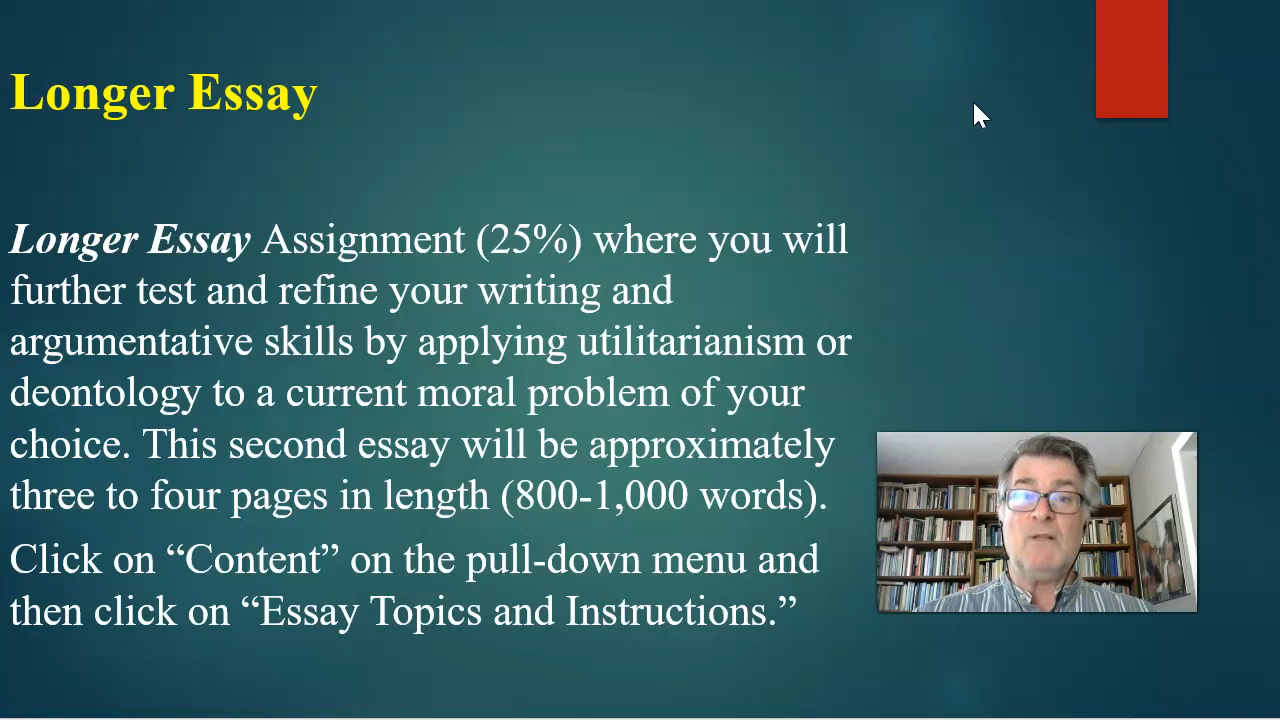 Longer Essay
Longer Essay Assignment (25%) where you will
further test and refine your writing and
argumentative skills by applying utilitarianism or
deontology to a current moral problem of your
choice. This second essay will be approximately
three to four pages in length (800-1,000 words).
Click on “Content” on the pull-down menu and
then click on “Essay Topics and Instructions.”